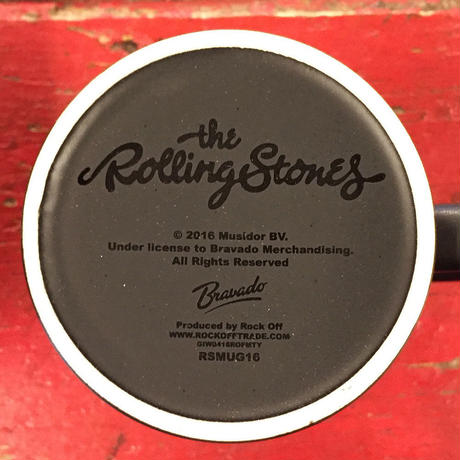 the
Rolling Stones
© 2016 Musidor BV.
Under license to Bravado Merchandising.
All Rights Reserved
Bravado
Produced by Rock Off
WWW.ROCKOFFTRADE.COM
GIW0416ROFMTY
RSMUG16